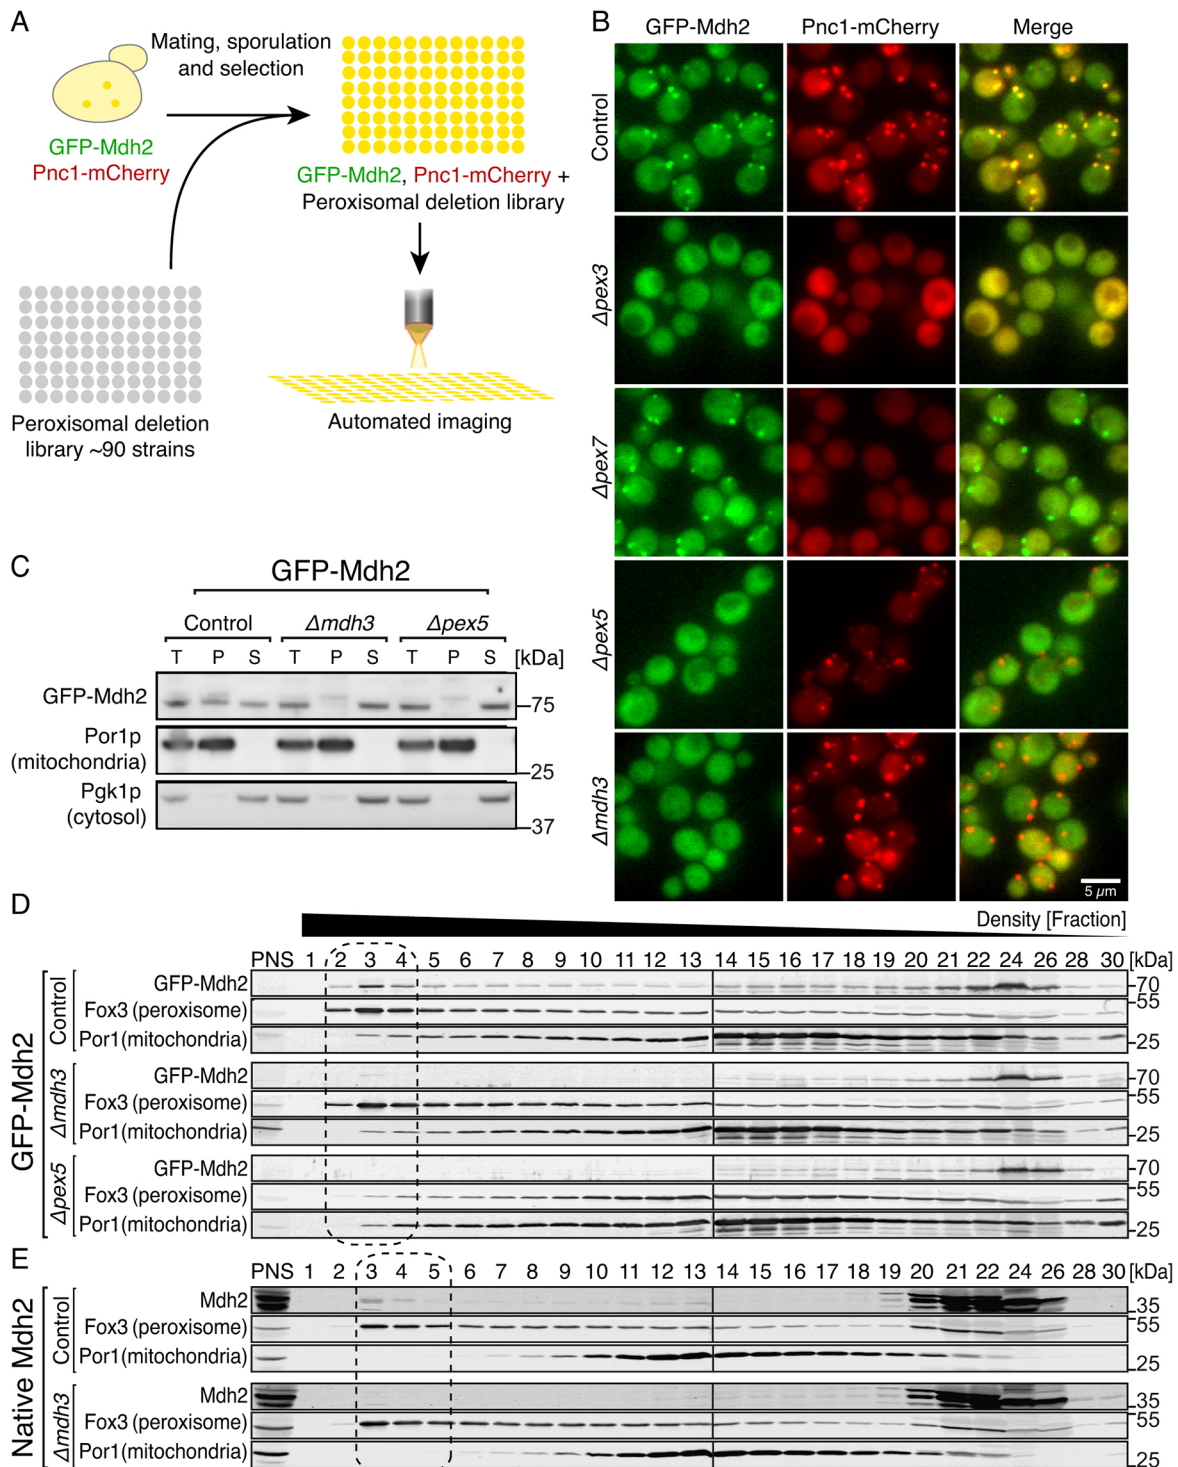 A
Mating, sporulation
and selection
GFP-Mdh2
Pnc1-mCherry
GFP-Mdh2, Pnc1-mCherry +
Peroxisomal deletion library
Peroxisomal deletion
library ~90 strains
Automated imaging
B
GFP-Mdh2 Pnc1-mCherry Merge
Control
Δpex3
Δpex7
Δpex5
Δmdh3
5 µm
C
GFP-Mdh2
Control Δmdh3 Δpex5
T P S T P S T P S [kDa]
GFP-Mdh2 75
Por1p
(mitochondria)
25
Pgk1p
(cytosol)
37
D
Density [Fraction]
PNS 1 2 3 4 5 6 7 8 9 10 11 12 13 14 15 16 17 18 19 20 21 22 24 26 28 30 [kDa]
GFP-Mdh2
Control
GFP-Mdh2 70
Fox3 (peroxisome) 55
Por1(mitochondria) 25
Δmdh3
GFP-Mdh2 70
Fox3 (peroxisome) 55
Por1(mitochondria) 25
Δpex5
GFP-Mdh2 70
Fox3 (peroxisome) 55
Por1(mitochondria) 25
E
PNS 1 2 3 4 5 6 7 8 9 10 11 12 13 14 15 16 17 18 19 20 21 22 24 26 28 30 [kDa]
Native Mdh2
Control
Mdh2 35
Fox3 (peroxisome) 55
Por1(mitochondria) 25
Δmdh3
Mdh2 35
Fox3 (peroxisome) 55
Por1(mitochondria) 25